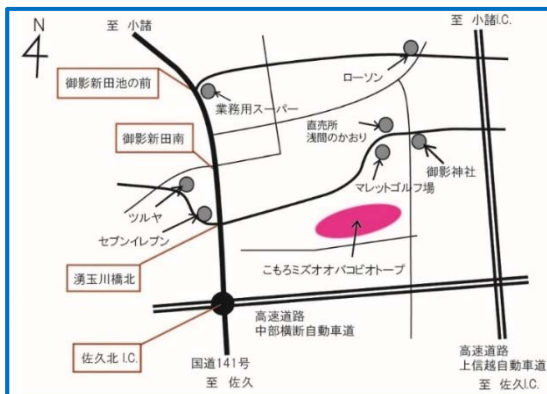 N
至 小諸
至 小諸I.C.
御影新田池の前
ローソン
業務用スーパー
直売所
浅間のかおり
御影新田南
御影神社
マレットゴルフ場
ツルヤ
セブンイレブン
湧玉川橋北
こもろミズオオバコビオトープ
高速道路
中部横断自動車道
佐久北 I.C.
国道141号
至 佐久
高速道路
上信越自動車道
至 佐久I.C.